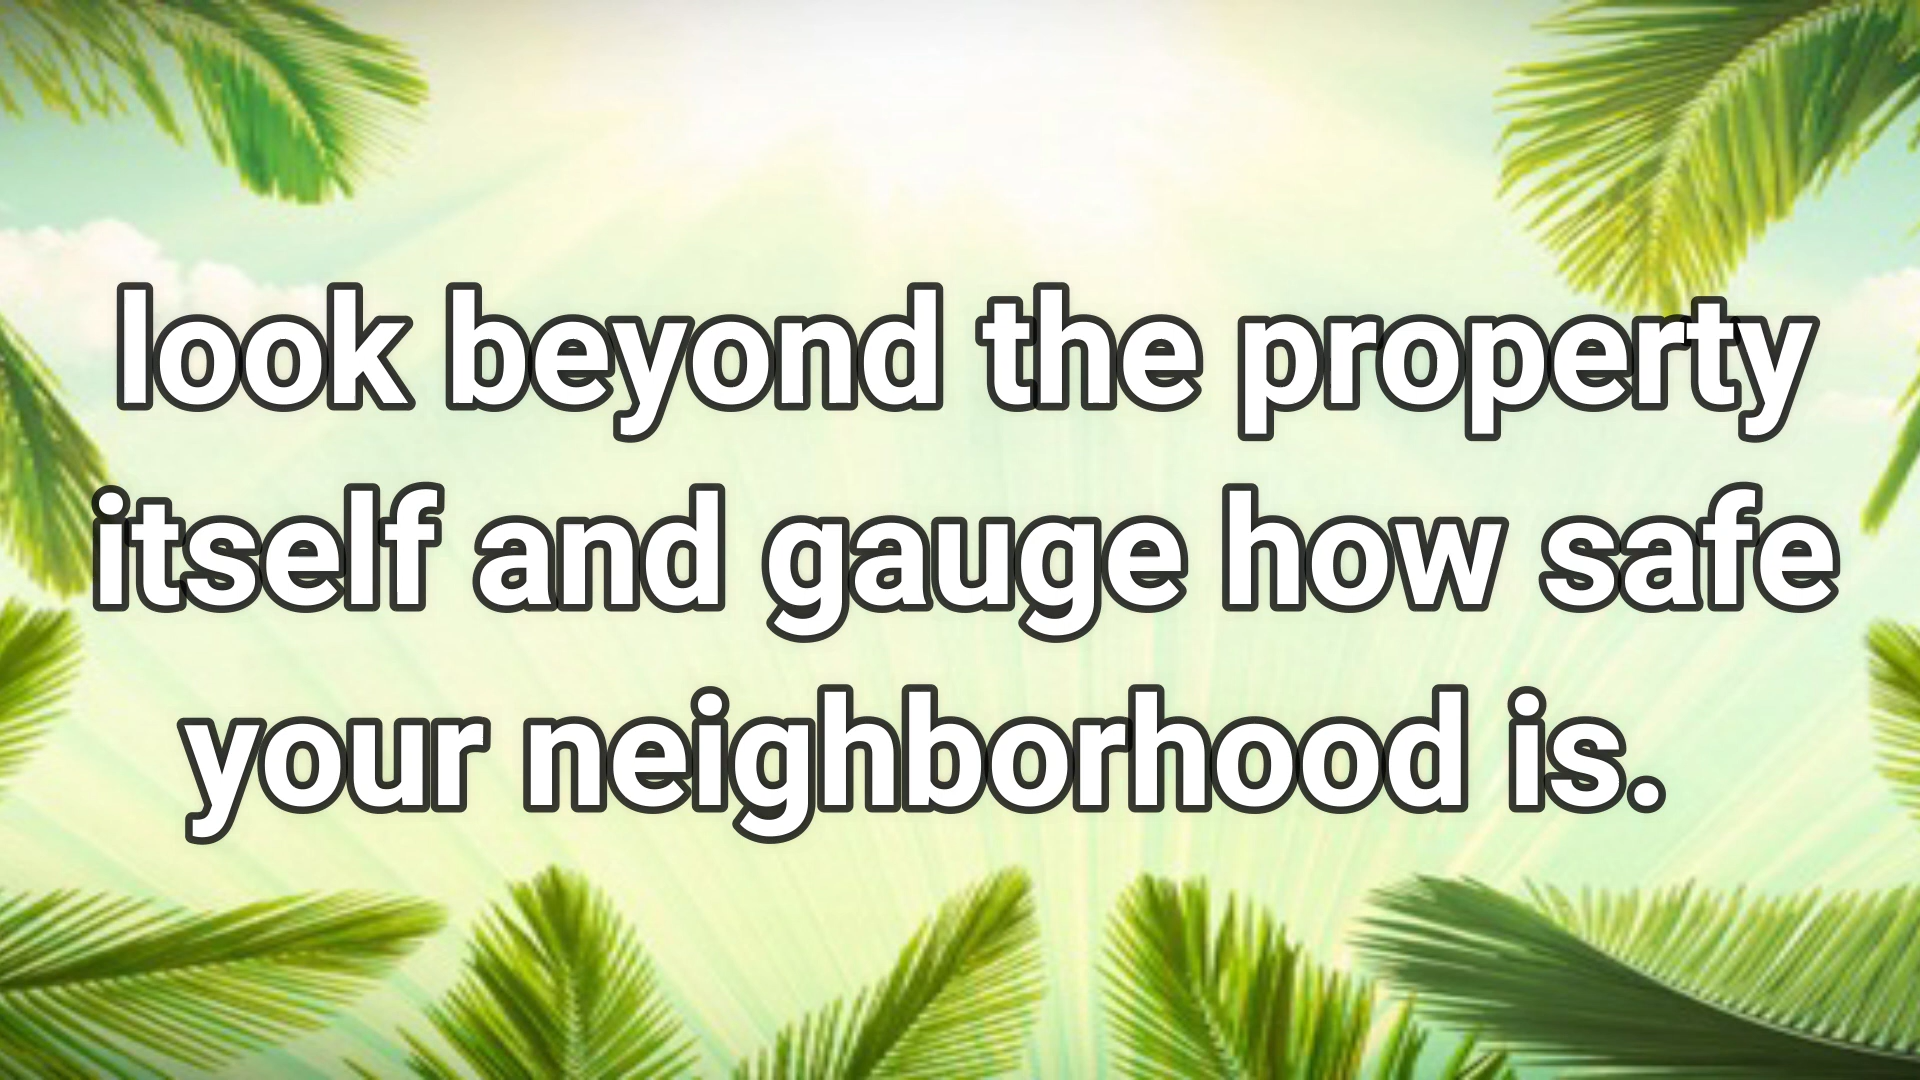 look beyond the property
itself and gauge how safe
your neighborhood is.